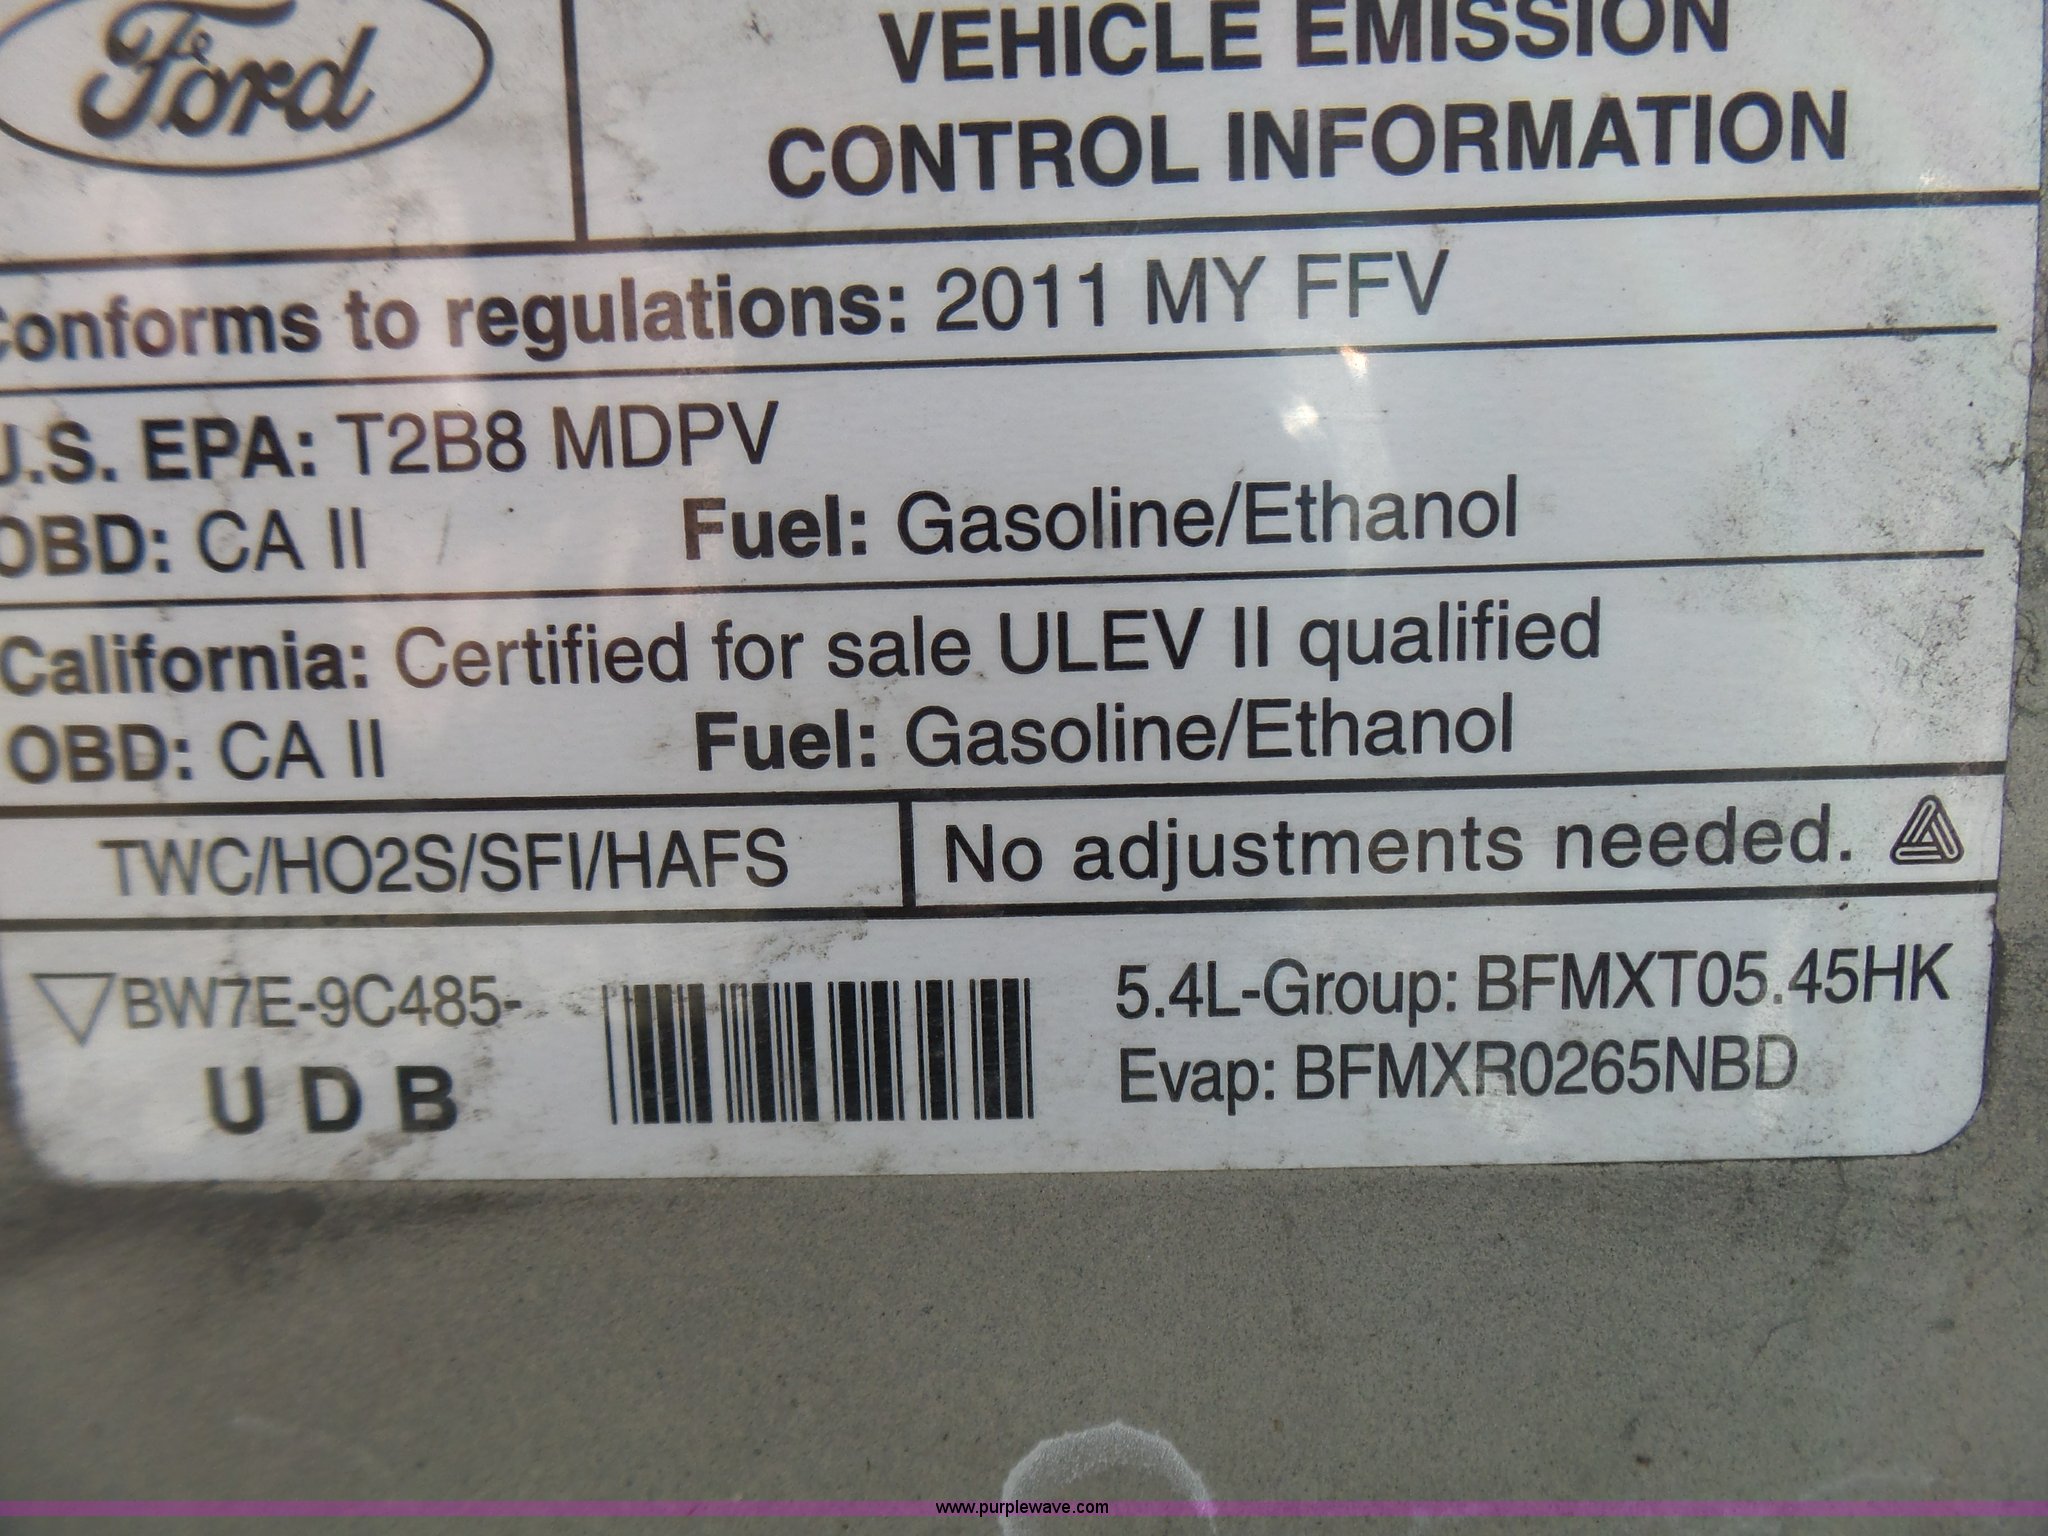 Ford
VEHICLE EMISSION
CONTROL INFORMATION
Conforms to regulations: 2011 MY FFV
U.S. EPA: T2B8 MDPV
OBD: CA II Fuel: Gasoline/Ethanol
California: Certified for sale ULEV II qualified
OBD: CA II Fuel: Gasoline/Ethanol
TWC/HO2S/SFI/HAFS No adjustments needed.
BW7E-9C485- 5.4L-Group: BFMXT05.45HK
UDB Evap: BFMXR0265NBD
www.purplewave.com